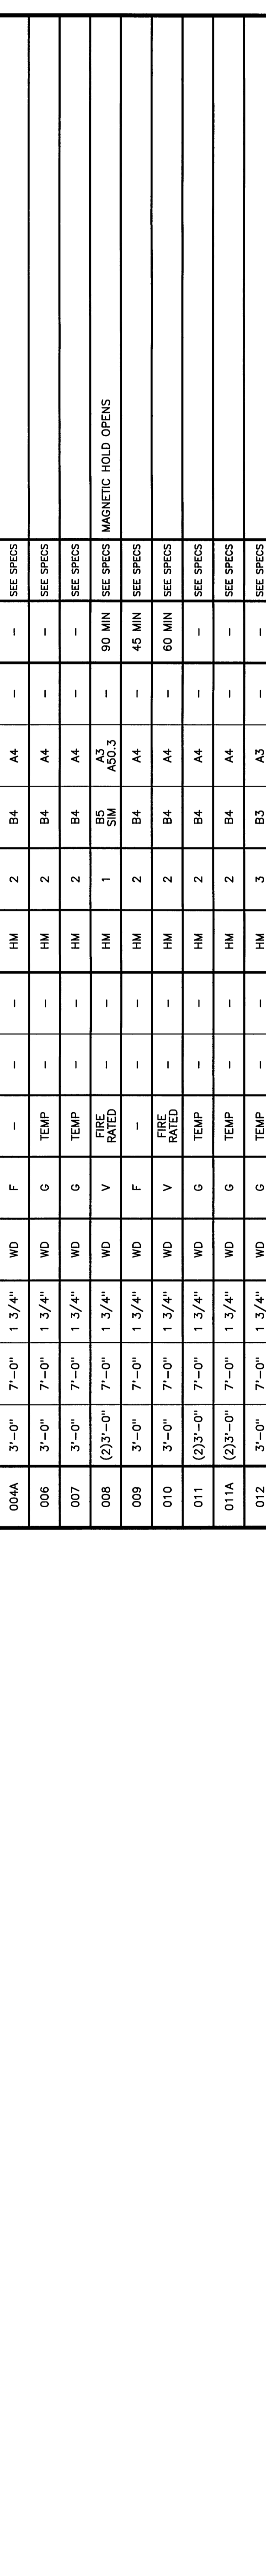 004A 3'-0" 7'-0" 1 3/4" WD F - - - HM 2 B4 A4 - - SEE SPECS
006 3'-0" 7'-0" 1 3/4" WD G TEMP - - HM 2 B4 A4 - - SEE SPECS
007 3'-0" 7'-0" 1 3/4" WD G TEMP - - HM 2 B4 A4 - - SEE SPECS
008 (2)3'-0" 7'-0" 1 3/4" WD V FIRE RATED - - HM 1 B5 SIM A3 A50.3 - 90 MIN SEE SPECS MAGNETIC HOLD OPENS
009 3'-0" 7'-0" 1 3/4" WD F - - - HM 2 B4 A4 - 45 MIN SEE SPECS
010 3'-0" 7'-0" 1 3/4" WD V FIRE RATED - - HM 2 B4 A4 - 60 MIN SEE SPECS
011 (2)3'-0" 7'-0" 1 3/4" WD G TEMP - - HM 2 B4 A4 - - SEE SPECS
011A (2)3'-0" 7'-0" 1 3/4" WD G TEMP - - HM 2 B4 A4 - - SEE SPECS
012 3'-0" 7'-0" 1 3/4" WD G TEMP - - HM 3 B3 A3 - - SEE SPECS